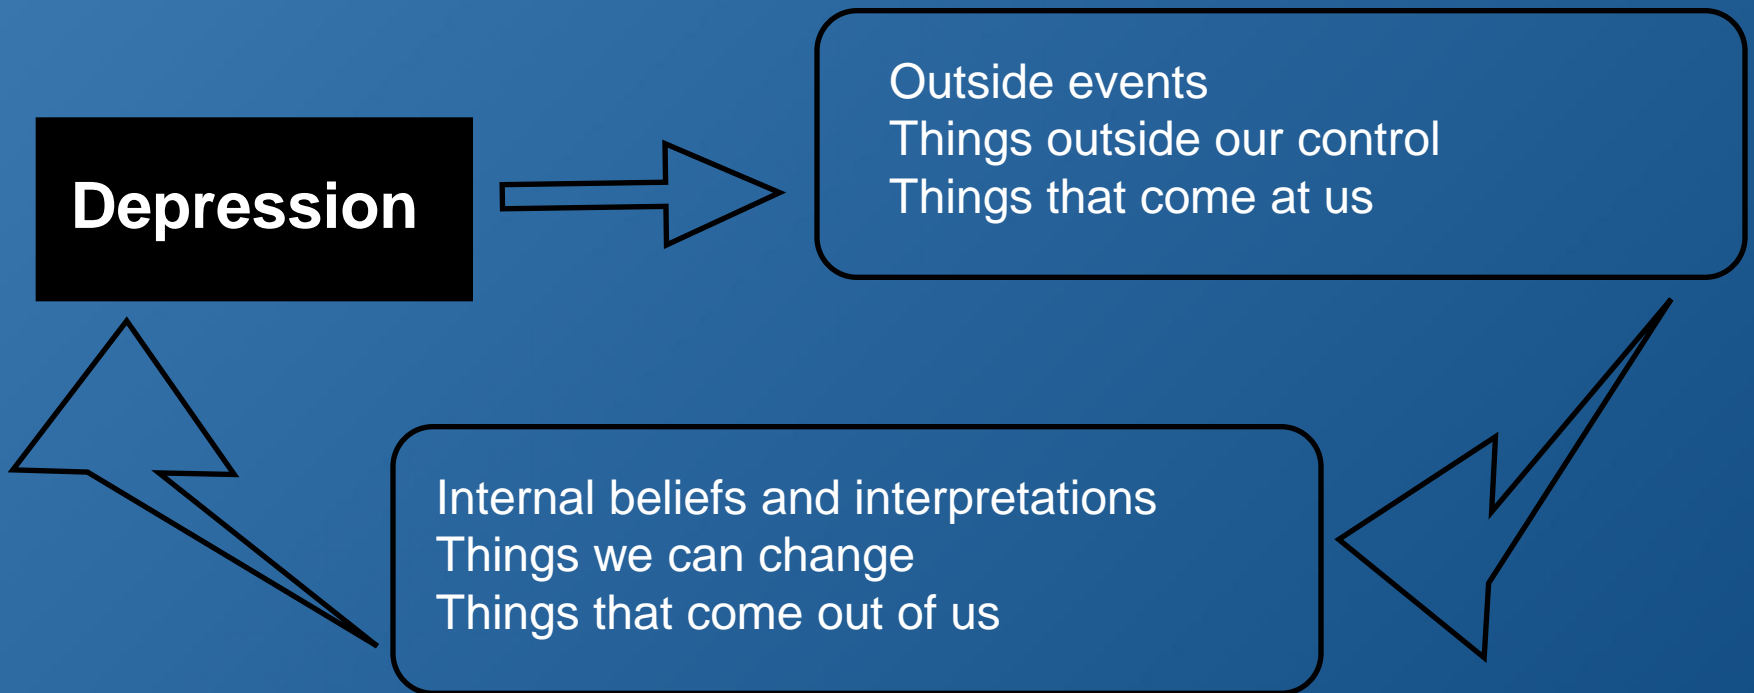 Depression
Outside events
Things outside our control
Things that come at us
Internal beliefs and interpretations
Things we can change
Things that come out of us